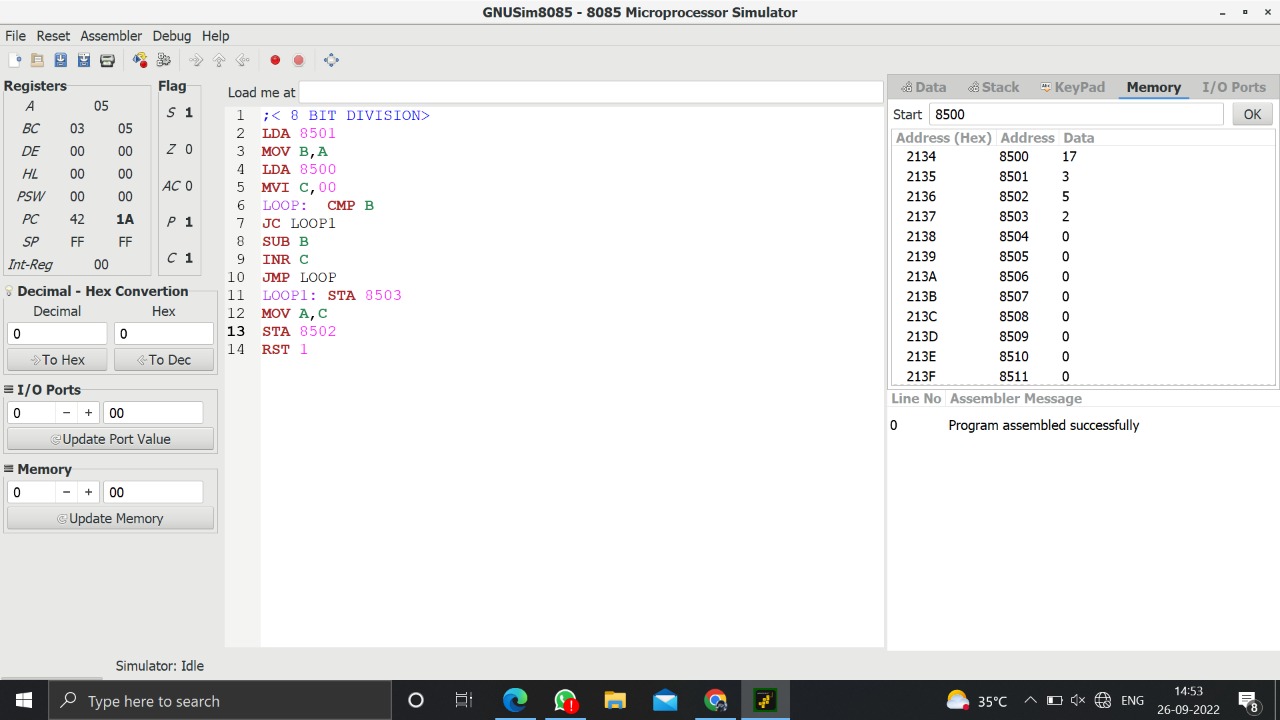 GNUSim8085 - 8085 Microprocessor Simulator
File Reset Assembler Debug Help
Registers
A 05
BC 03 05
DE 00 00
HL 00 00
PSW 00 00
PC 42 1A
SP FF FF
Int-Reg 00
Flag
S 1
Z 0
AC 0
P 1
C 1
Decimal - Hex Convertion
Decimal Hex
0 0
To Hex To Dec
I/O Ports
0 − + 00
Update Port Value
Memory
0 − + 00
Update Memory
Load me at
1 ;< 8 BIT DIVISION>
2 LDA 8501
3 MOV B,A
4 LDA 8500
5 MVI C,00
6 LOOP: CMP B
7 JC LOOP1
8 SUB B
9 INR C
10 JMP LOOP
11 LOOP1: STA 8503
12 MOV A,C
13 STA 8502
14 RST 1
Data Stack KeyPad Memory I/O Ports
Start 8500 OK
Address (Hex) Address Data
2134 8500 17
2135 8501 3
2136 8502 5
2137 8503 2
2138 8504 0
2139 8505 0
213A 8506 0
213B 8507 0
213C 8508 0
213D 8509 0
213E 8510 0
213F 8511 0
Line No Assembler Message
0 Program assembled successfully
Simulator: Idle
Type here to search
35°C
ENG
14:53
26-09-2022
8